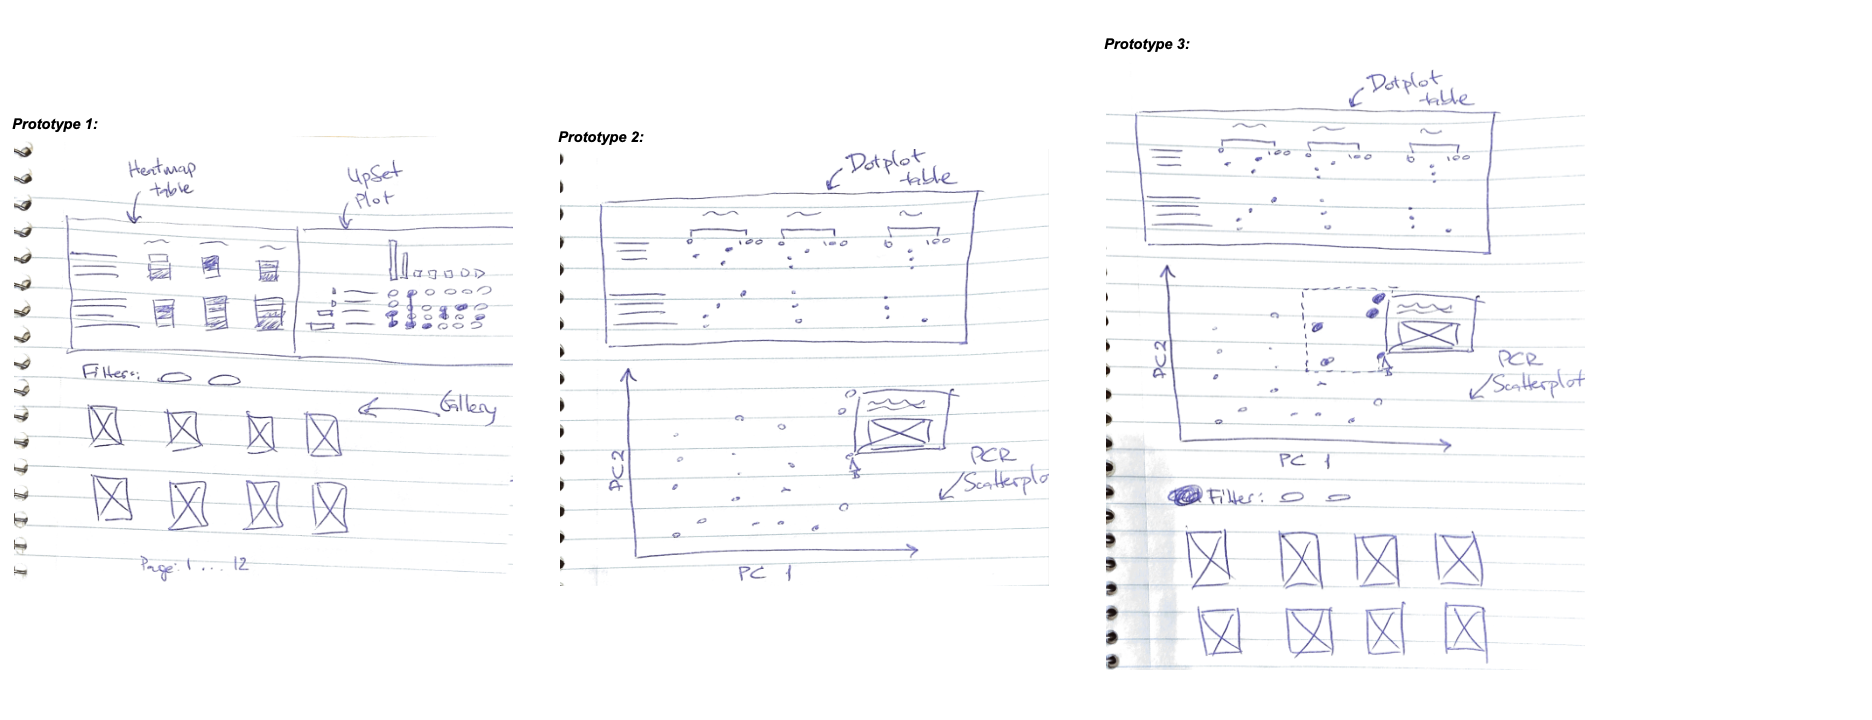 Prototype 1:
Heatmap
table
UpSet
Plot
Filters:
Gallery
Page: 1 ... 12
Prototype 2:
Dotplot
table
0 100 0 100 0 100
PC2
PCR
Scatterplo
PC 1
Prototype 3:
Dotplot
table
0 100 0 100 0 100
PC2
PCR
Scatterplot
PC 1
Filter: